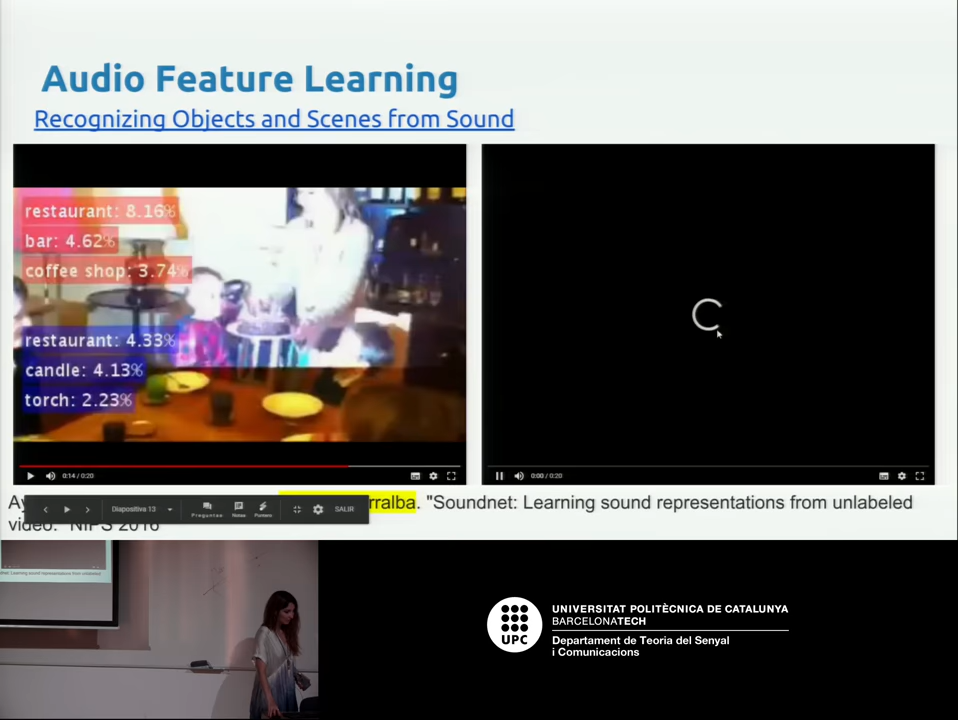 Audio Feature Learning
Recognizing Objects and Scenes from Sound
restaurant: 8.16%
bar: 4.62%
coffee shop: 3.74%
restaurant: 4.33%
candle: 4.13%
torch: 2.23%
0:14 / 0:20
0:00 / 0:20
rralba. "Soundnet: Learning sound representations from unlabeled
video." NIPS 2016
Diapositiva 13
Preguntas
Notas
Puntero
SALIR
UPC
UNIVERSITAT POLITÈCNICA DE CATALUNYA
BARCELONATECH
Departament de Teoria del Senyal
i Comunicacions